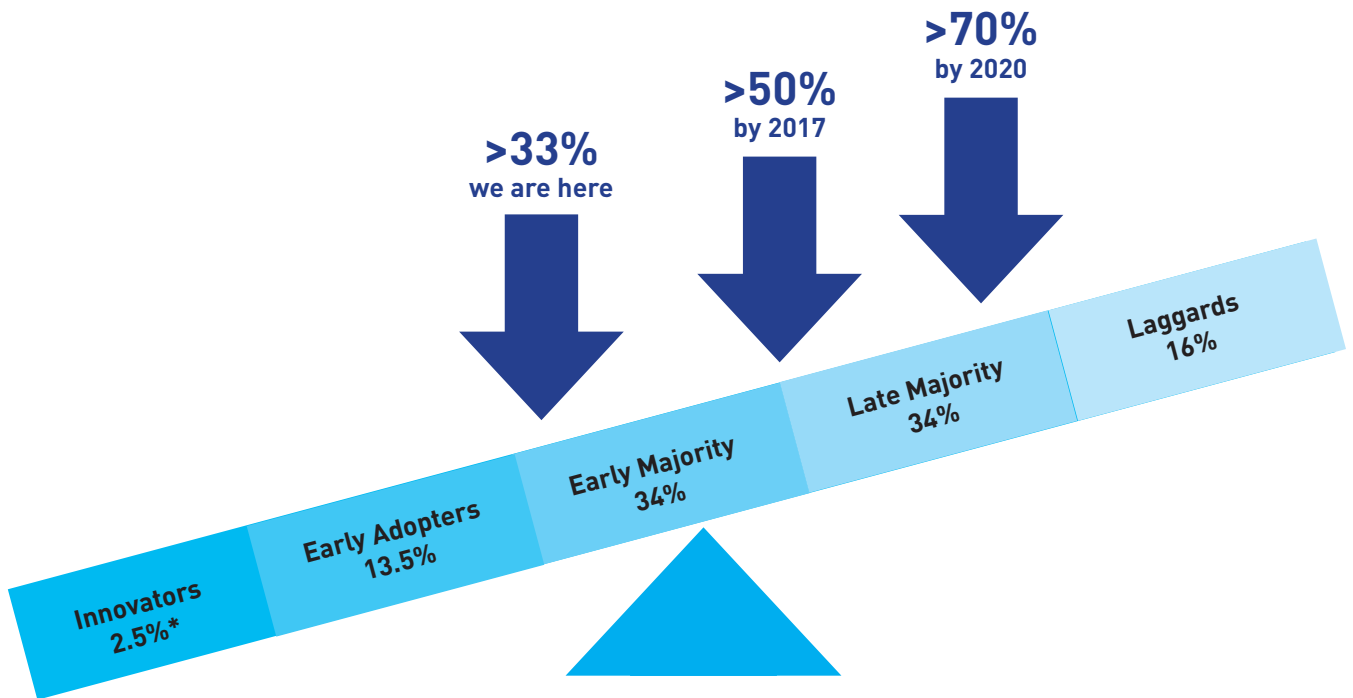 >70%
by 2020
>50%
by 2017
>33%
we are here
Innovators
2.5%*
Early Adopters
13.5%
Early Majority
34%
Late Majority
34%
Laggards
16%